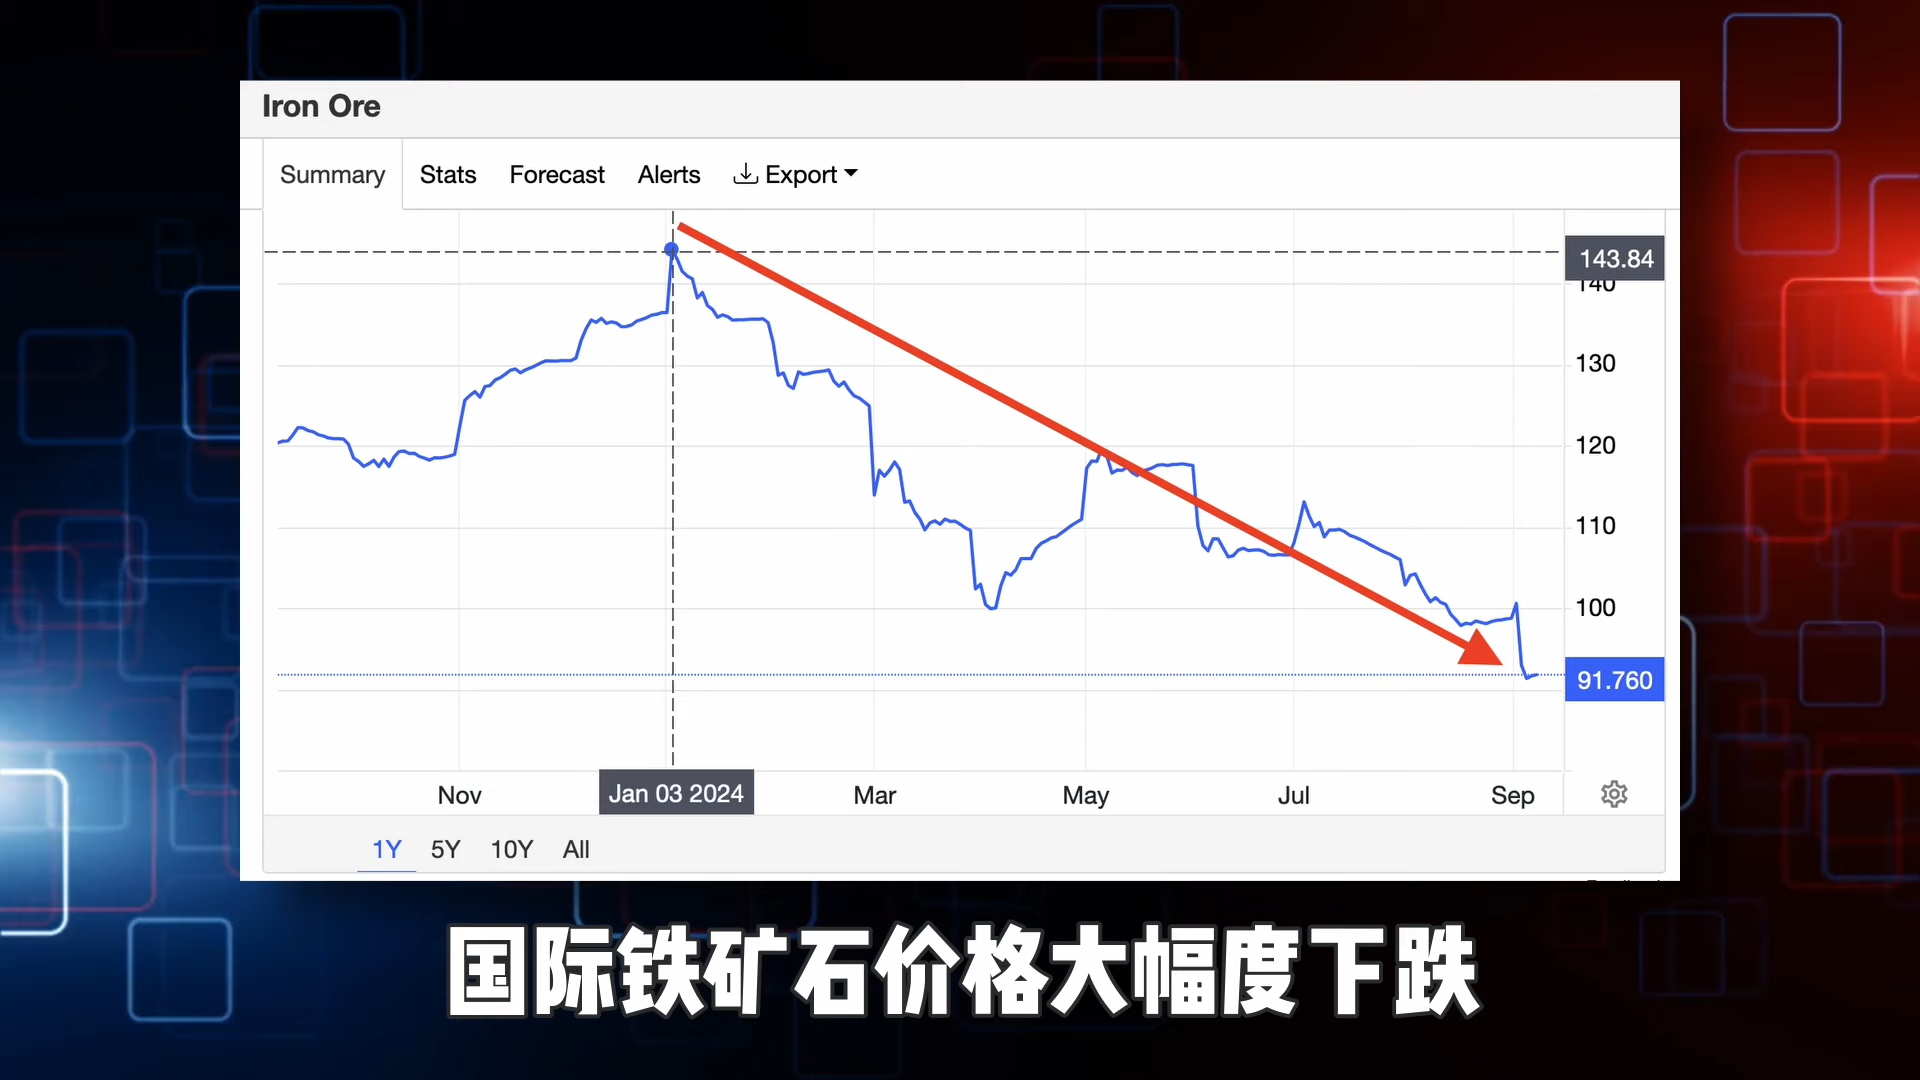 Iron Ore
Summary Stats Forecast Alerts Export
143.84
140
130
120
110
100
91.760
Nov Jan 03 2024 Mar May Jul Sep
1Y 5Y 10Y All
国际铁矿石价格大幅度下跌